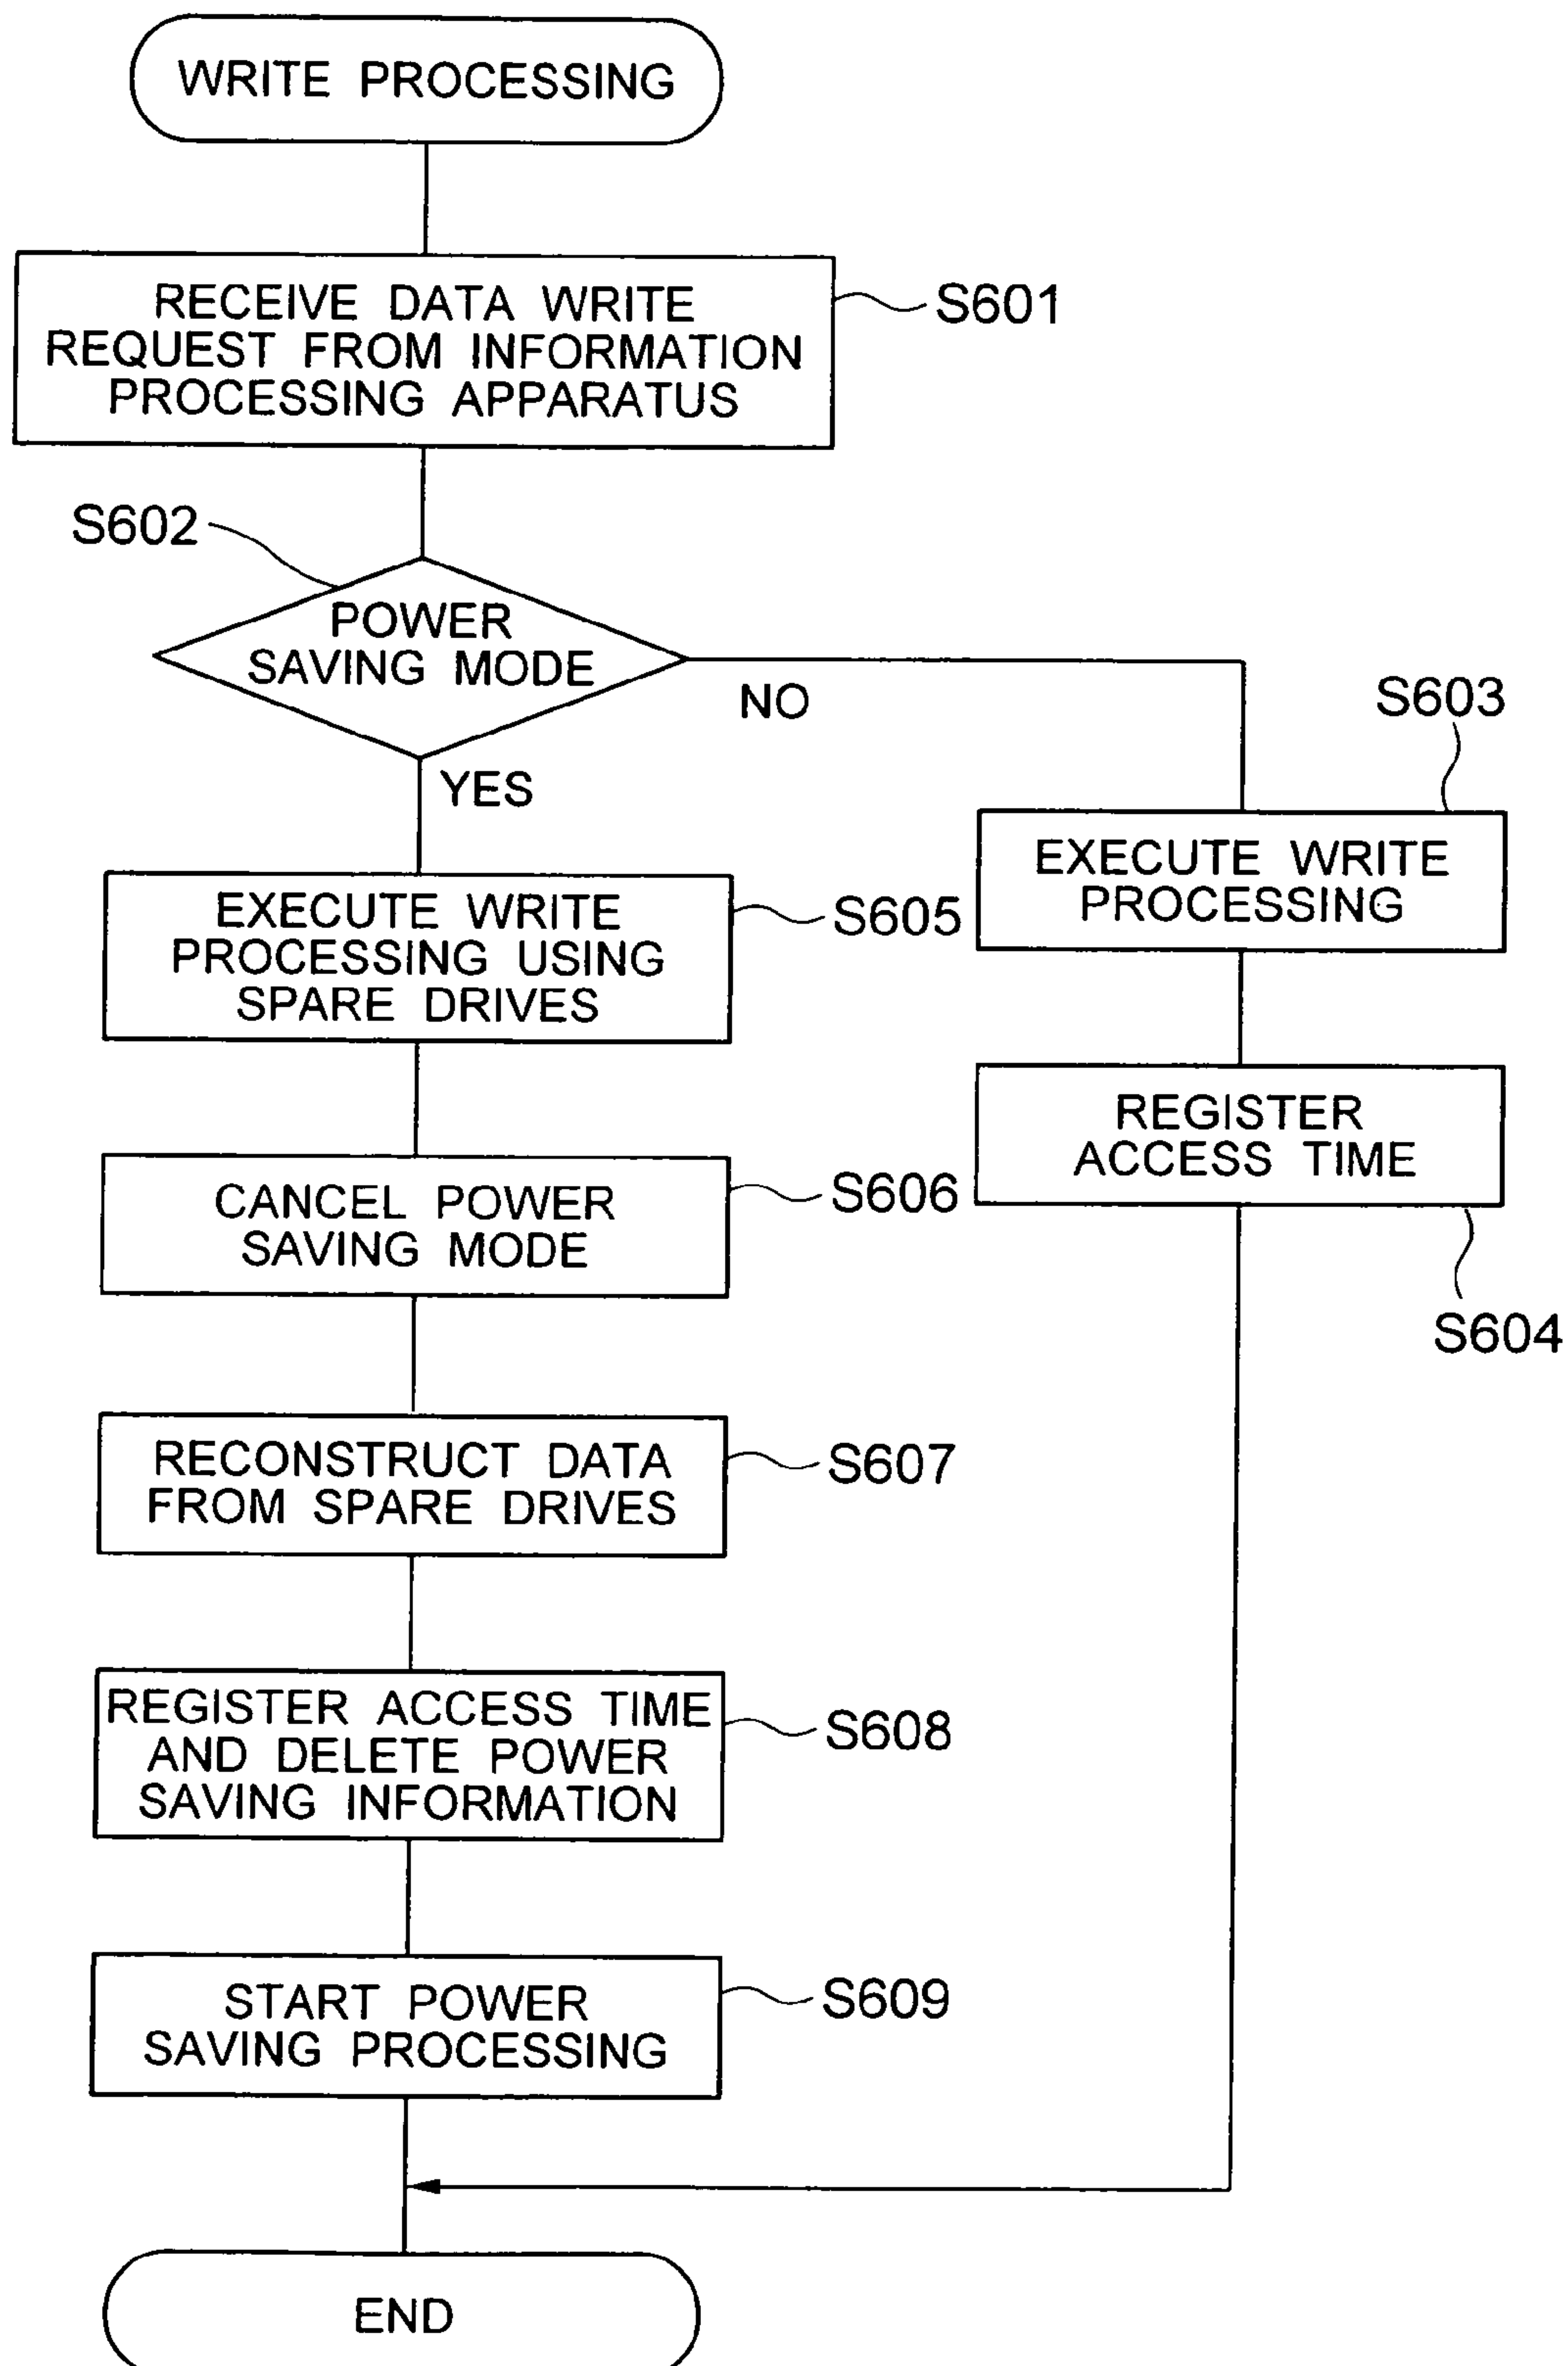 WRITE PROCESSING
RECEIVE DATA WRITE
REQUEST FROM INFORMATION
PROCESSING APPARATUS
S601
S602
POWER
SAVING MODE
NO
YES
S603
EXECUTE WRITE
PROCESSING
EXECUTE WRITE
PROCESSING USING
SPARE DRIVES
S605
REGISTER
ACCESS TIME
S604
CANCEL POWER
SAVING MODE
S606
RECONSTRUCT DATA
FROM SPARE DRIVES
S607
REGISTER ACCESS TIME
AND DELETE POWER
SAVING INFORMATION
S608
START POWER
SAVING PROCESSING
S609
END